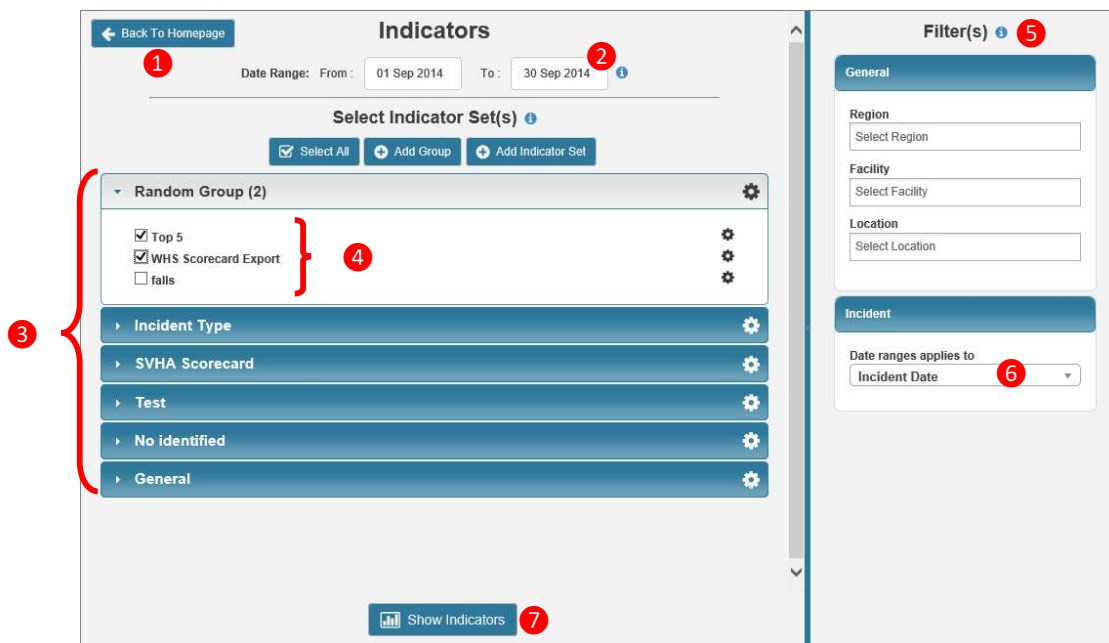 Back To Homepage
1
Indicators
Date Range: From : 01 Sep 2014 To : 30 Sep 2014
2
Select Indicator Set(s)
Select All Add Group Add Indicator Set
3
Random Group (2)
Top 5
WHS Scorecard Export
falls
4
Incident Type
SVHA Scorecard
Test
No identified
General
Show Indicators 7
Filter(s) 5
General
Region
Select Region
Facility
Select Facility
Location
Select Location
Incident
Date ranges applies to
Incident Date 6